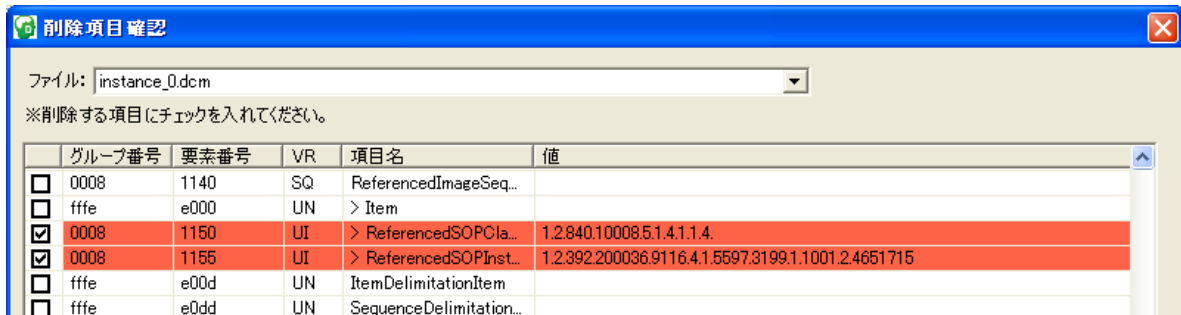 削除項目確認
ファイル: instance_0.dcm
※削除する項目にチェックを入れてください。
グループ番号 要素番号 VR 項目名 値
0008 1140 SQ ReferencedImageSeq...
fffe e000 UN > Item
0008 1150 UI > ReferencedSOPCla... 1.2.840.10008.5.1.4.1.1.4.
0008 1155 UI > ReferencedSOPInst... 1.2.392.200036.9116.4.1.5597.3199.1.1001.2.4651715
fffe e00d UN ItemDelimitationItem
fffe e0dd UN SequenceDelimitation...